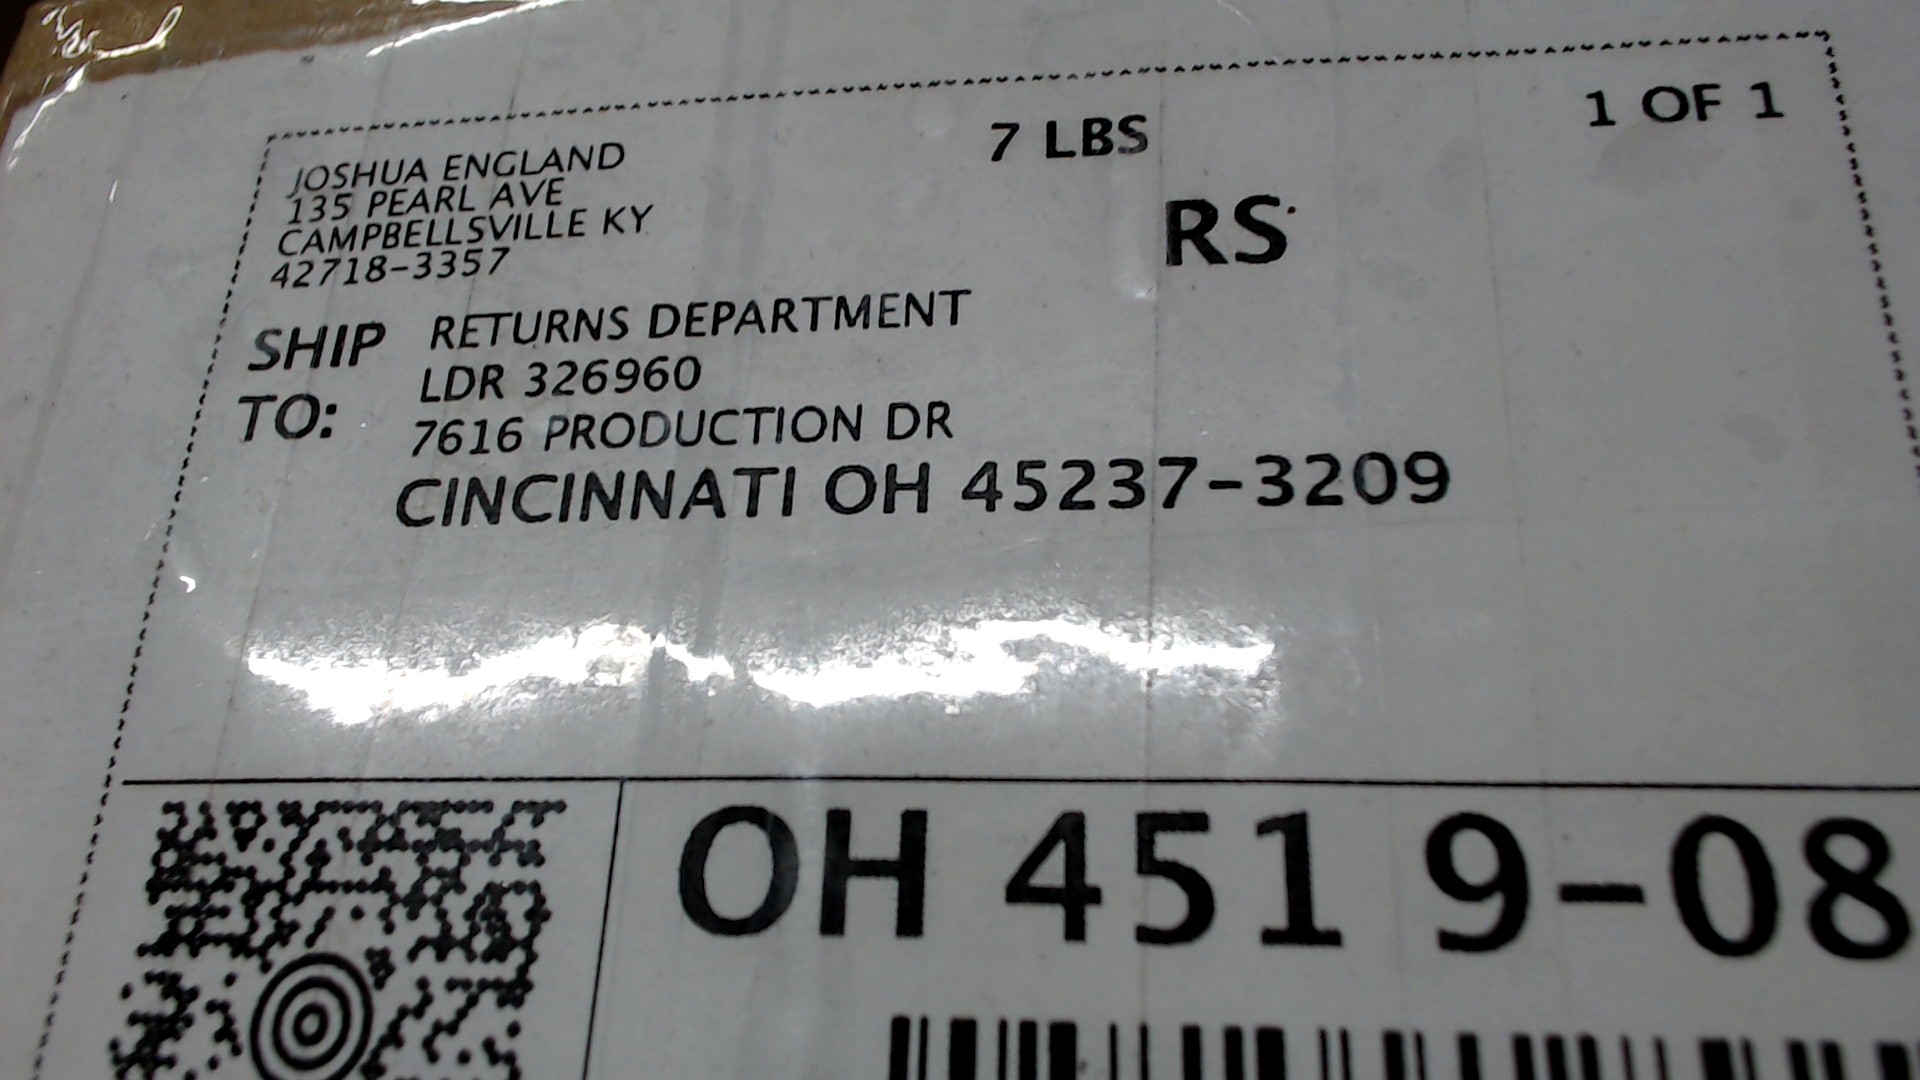 JOSHUA ENGLAND
135 PEARL AVE
CAMPBELLSVILLE KY
42718-3357
7 LBS
1 OF 1
RS
SHIP TO:
RETURNS DEPARTMENT
LDR 326960
7616 PRODUCTION DR
CINCINNATI OH 45237-3209
OH 451 9-08